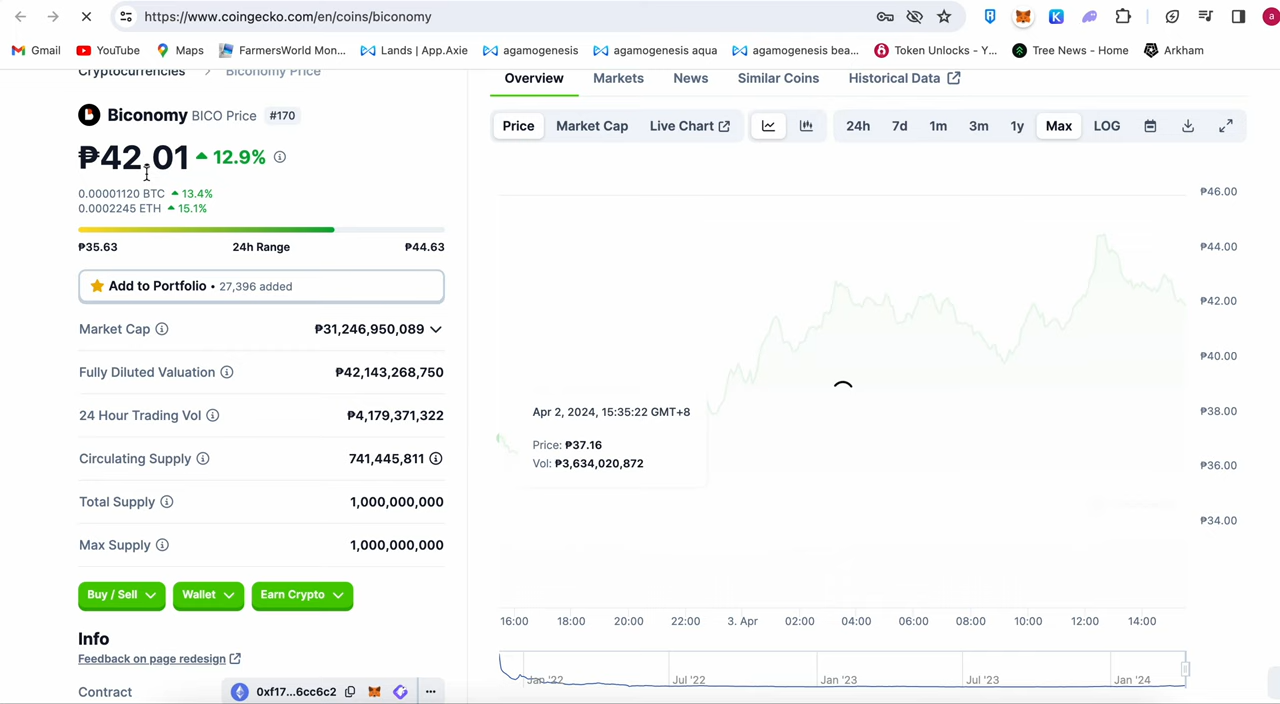 https://www.coingecko.com/en/coins/biconomy
a
Gmail
YouTube
Maps
FarmersWorld Mon...
Lands | App.Axie
agamogenesis
agamogenesis aqua
agamogenesis bea...
Token Unlocks - Y...
Tree News - Home
Arkham
Cryptocurrencies
Biconomy Price
Biconomy BICO Price #170
₱42.01 12.9%
0.00001120 BTC 13.4%
0.0002245 ETH 15.1%
₱35.63 24h Range ₱44.63
Add to Portfolio • 27,396 added
Market Cap ₱31,246,950,089
Fully Diluted Valuation ₱42,143,268,750
24 Hour Trading Vol ₱4,179,371,322
Circulating Supply 741,445,811
Total Supply 1,000,000,000
Max Supply 1,000,000,000
Buy / Sell
Wallet
Earn Crypto
Info
Feedback on page redesign
Contract 0xf17...6cc6c2
Overview Markets News Similar Coins Historical Data
Price Market Cap Live Chart 24h 7d 1m 3m 1y Max LOG
₱46.00
₱44.00
₱42.00
₱40.00
₱38.00
₱36.00
₱34.00
Apr 2, 2024, 15:35:22 GMT+8
Price: ₱37.16
Vol: ₱3,634,020,872
16:00 18:00 20:00 22:00 3. Apr 02:00 04:00 06:00 08:00 10:00 12:00 14:00
Jan '22 Jul '22 Jan '23 Jul '23 Jan '24